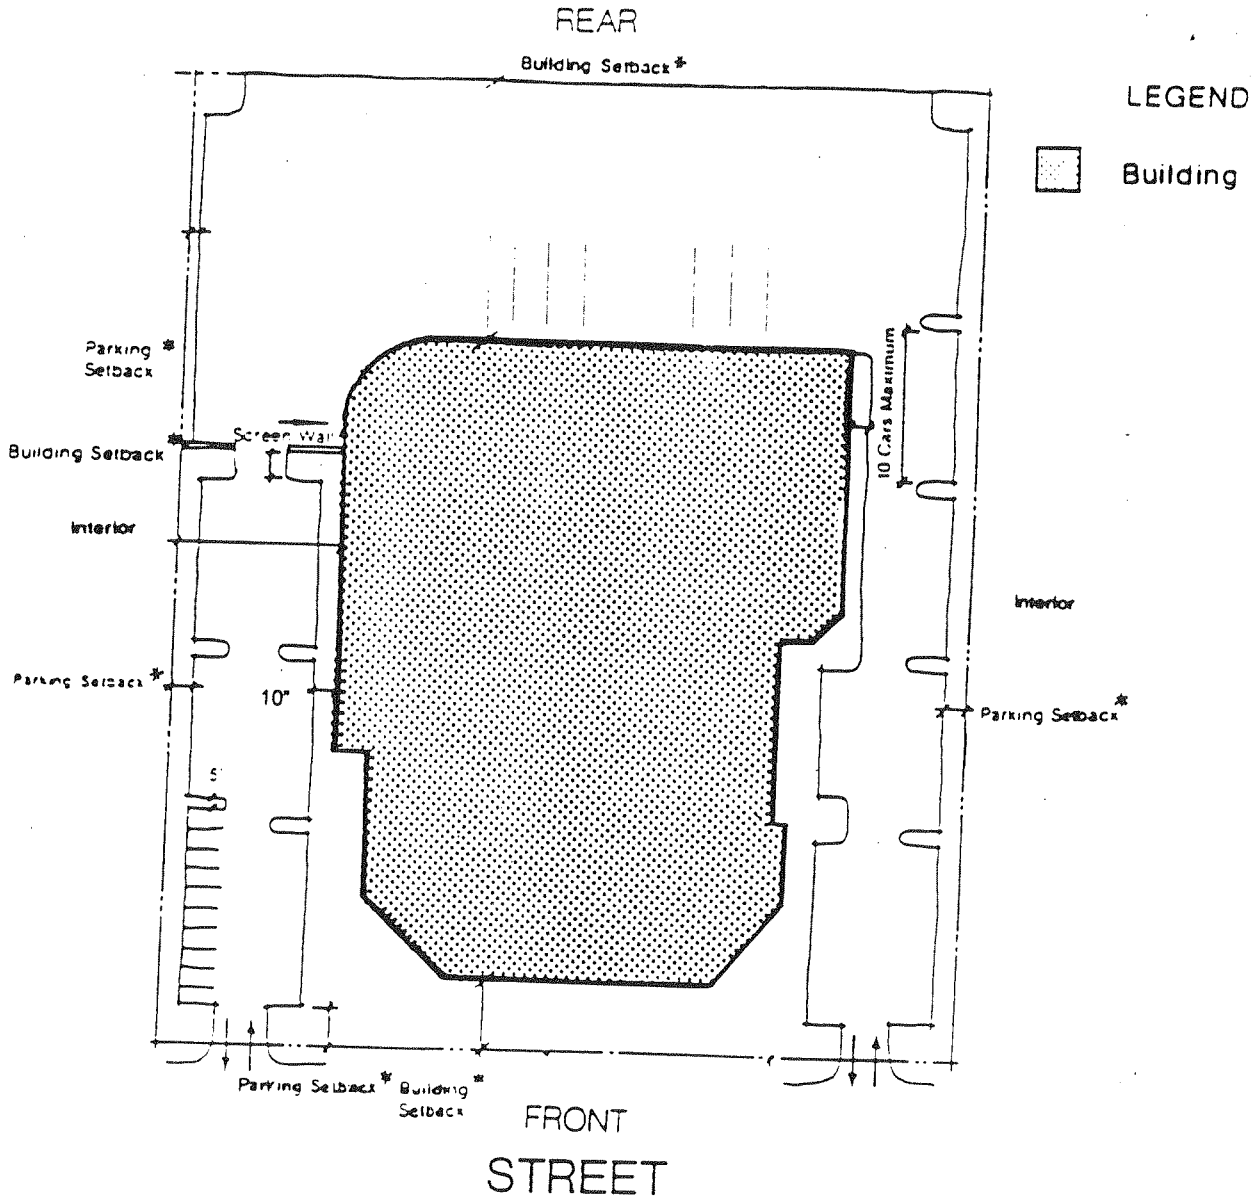 REAR
Building Setback*
LEGEND
Building
Parking *
Setback
10 Cars Maximum
Screen Wall
Building Setback *
Interior
Interior
Parking Setback *
10"
Parking Setback *
5'
Parking Setback * Building *
Setback
FRONT
STREET